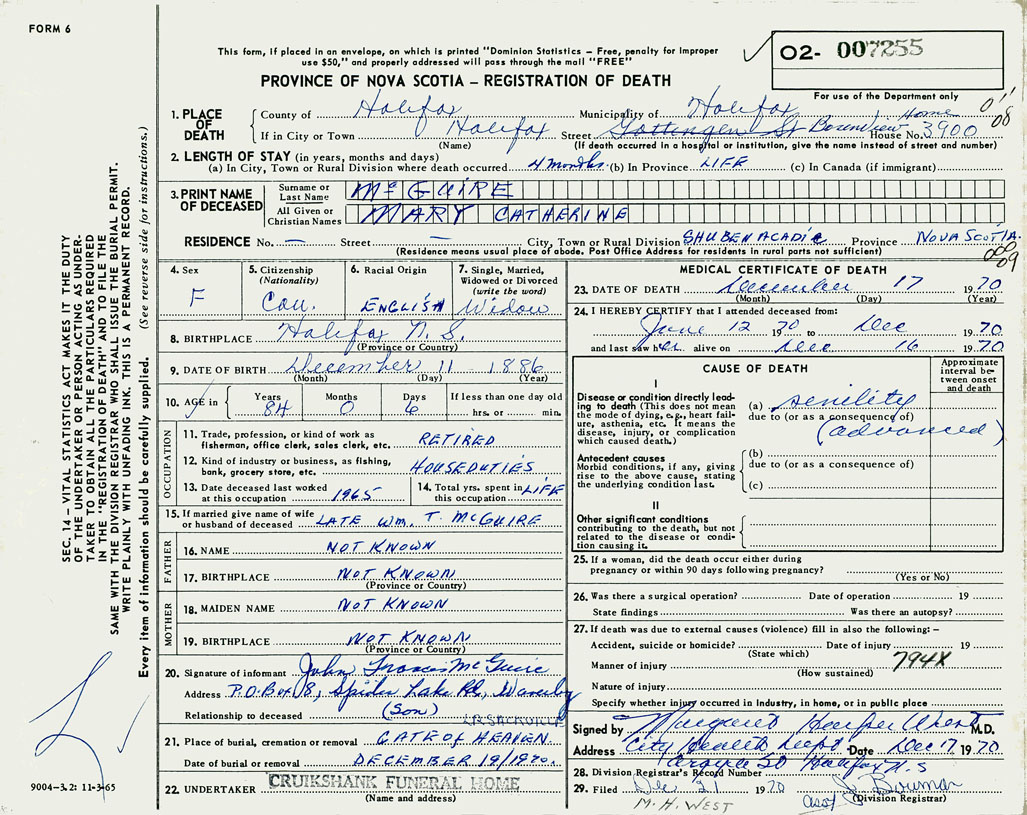 FORM 6
This form, if placed in an envelope, on which is printed "Dominion Statistics – Free, penalty for improper
use $50," and properly addressed will pass through the mail "FREE"
02- 007255
PROVINCE OF NOVA SCOTIA – REGISTRATION OF DEATH
For use of the Department only
1. PLACE OF DEATH
County of Halifax Municipality of Halifax Home
If in City or Town Halifax Street Gottingen St House No. 3900
(Name) (If death occurred in a hospital or institution, give the name instead of street and number)
2. LENGTH OF STAY (in years, months and days)
(a) In City, Town or Rural Division where death occurred 4 months (b) In Province LIFE (c) In Canada (if immigrant)
3. PRINT NAME OF DECEASED
Surname or Last Name McGUIRE
All Given or Christian Names MARY CATHERINE
RESIDENCE No. — Street — City, Town or Rural Division SHUBENACADIE Province NOVA SCOTIA
(Residence means usual place of abode. Post Office Address for residents in rural parts not sufficient)
4. Sex F
5. Citizenship (Nationality) Can.
6. Racial Origin ENGLISH
7. Single, Married, Widowed or Divorced (write the word) Widow
8. BIRTHPLACE Halifax N. S.
(Province or Country)
9. DATE OF BIRTH December 11 - 1886
(Month) (Day) (Year)
10. AGE in Years 84 Months 0 Days 6 If less than one day old hrs. or min.
OCCUPATION
11. Trade, profession, or kind of work as fisherman, office clerk, sales clerk, etc. RETIRED
12. Kind of industry or business, as fishing, bank, grocery store, etc. HOUSEDUTIES
13. Date deceased last worked at this occupation 1965
14. Total yrs. spent in this occupation LIFE
15. If married give name of wife or husband of deceased LATE WM. T. McGUIRE
FATHER
16. NAME NOT KNOWN
17. BIRTHPLACE NOT KNOWN
(Province or Country)
MOTHER
18. MAIDEN NAME NOT KNOWN
19. BIRTHPLACE NOT KNOWN
(Province or Country)
20. Signature of informant John Francis McGuire
Address P.O. Box 8, Spider Lake Rd., Waverley
Relationship to deceased (Son) LR. SACKVILLE
21. Place of burial, cremation or removal GATE OF HEAVEN
Date of burial or removal DECEMBER 19/1970.
22. UNDERTAKER CRUIKSHANK FUNERAL HOME
(Name and address)
MEDICAL CERTIFICATE OF DEATH
23. DATE OF DEATH December 17 1970
(Month) (Day) (Year)
24. I HEREBY CERTIFY that I attended deceased from:
June 12 1970 to Dec 1970
and last saw her alive on Dec 16 1970
CAUSE OF DEATH
Approximate interval between onset and death
I
Disease or condition directly leading to death (This does not mean the mode of dying, e.g., heart failure, asthenia, etc. It means the disease, injury, or complication which caused death.)
(a) senility
due to (or as a consequence of)
(advanced)
Antecedent causes
Morbid conditions, if any, giving rise to the above cause, stating the underlying condition last.
(b)
due to (or as a consequence of)
(c)
II
Other significant conditions
contributing to the death, but not related to the disease or condition causing it.
25. If a woman, did the death occur either during pregnancy or within 90 days following pregnancy?
(Yes or No)
26. Was there a surgical operation? Date of operation 19
State findings Was there an autopsy?
27. If death was due to external causes (violence) fill in also the following: –
Accident, suicide or homicide? Date of injury 19
(State which) 794X
Manner of injury
(How sustained)
Nature of injury
Specify whether injury occurred in industry, in home, or in public place
Signed by Margaret M.D.
Address City Health Dept Date Dec 17 1970
Argyle St Halifax N.S
28. Division Registrar's Record Number
29. Filed Dec 21 1970 asst J. Bowman
(Division Registrar)
M. H. WEST
SEC. 14 – VITAL STATISTICS ACT MAKES IT THE DUTY
OF THE UNDERTAKER OR PERSON ACTING AS UNDER-
TAKER TO OBTAIN ALL THE PARTICULARS REQUIRED
IN THE "REGISTRATION OF DEATH" AND TO FILE THE
SAME WITH THE DIVISION REGISTRAR WHO SHALL ISSUE THE BURIAL PERMIT.
WRITE PLAINLY WITH UNFADING INK. THIS IS A PERMANENT RECORD.
Every item of information should be carefully supplied. (See reverse side for instructions.)
9004–3.2: 11-3-65